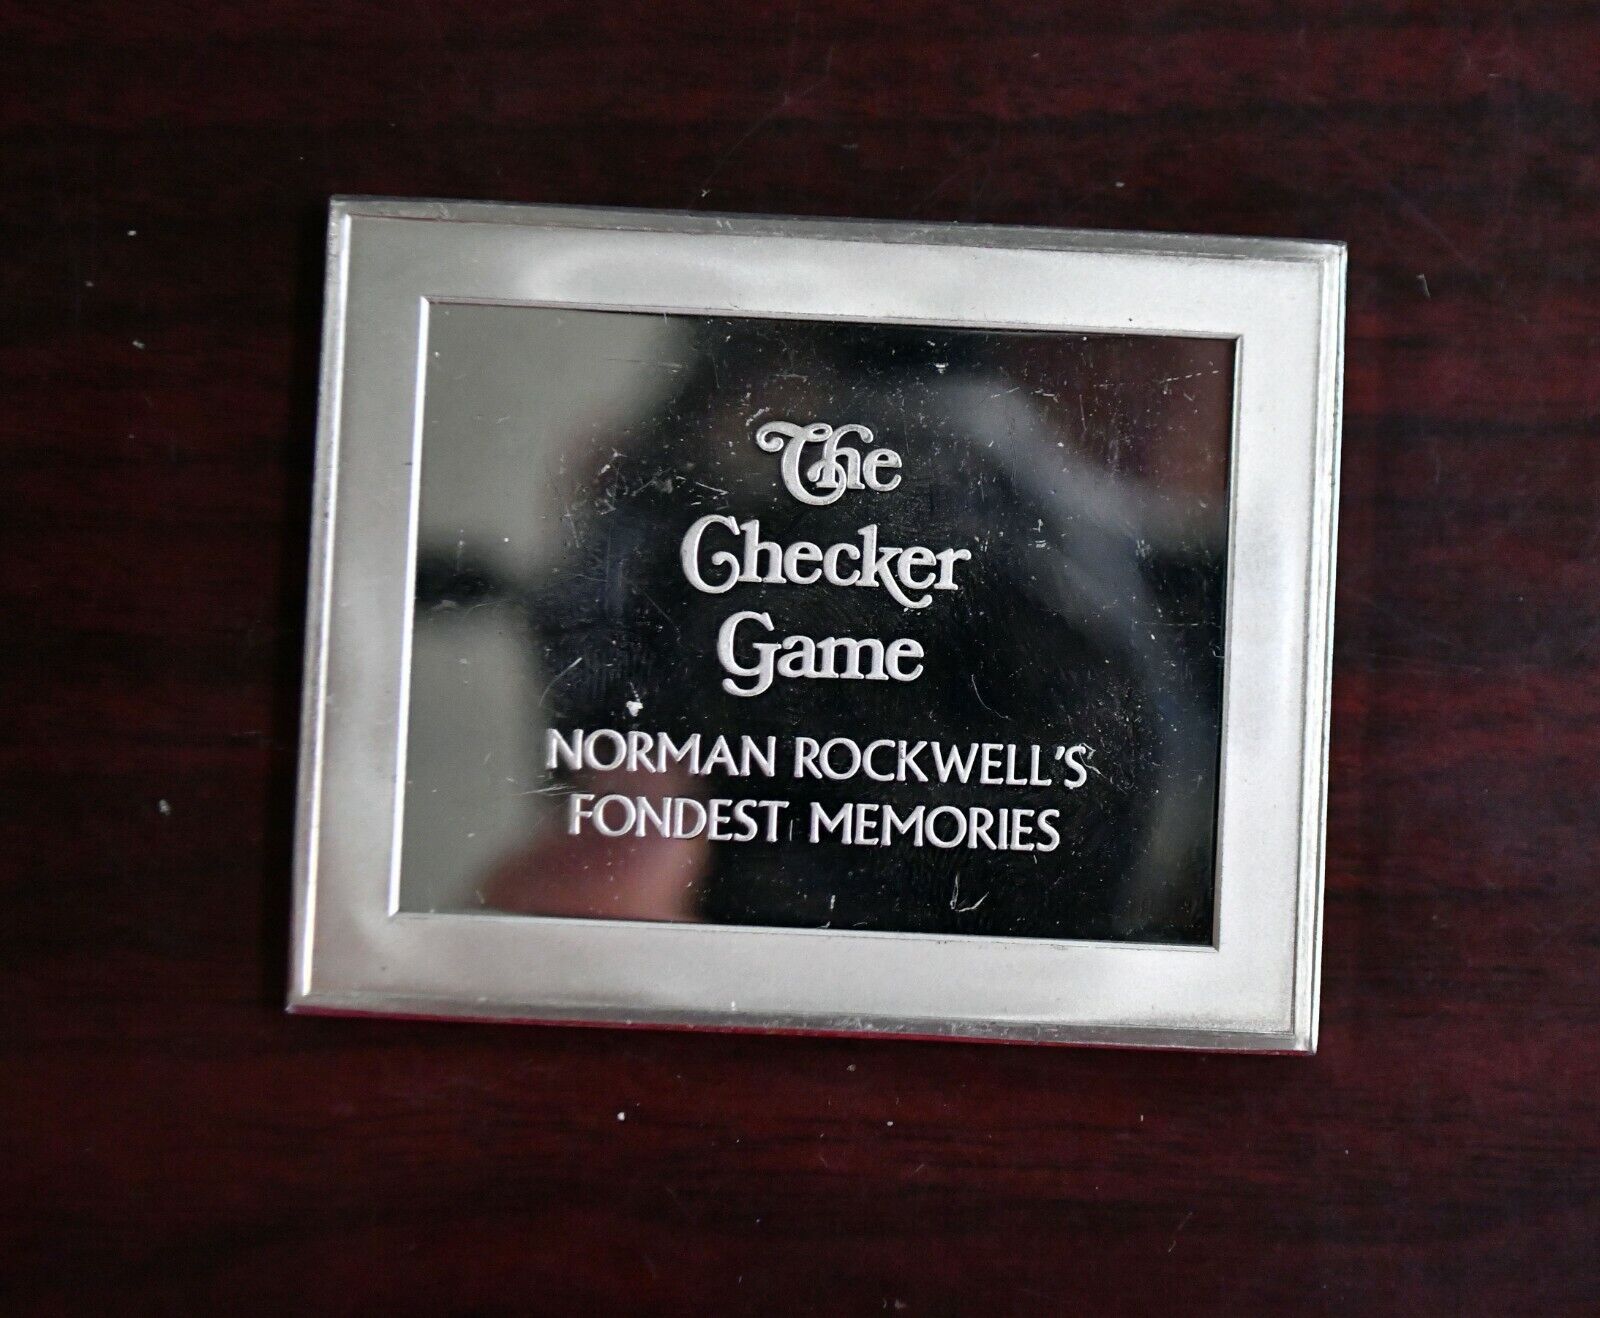 The
Checker
Game
NORMAN ROCKWELL'S
FONDEST MEMORIES